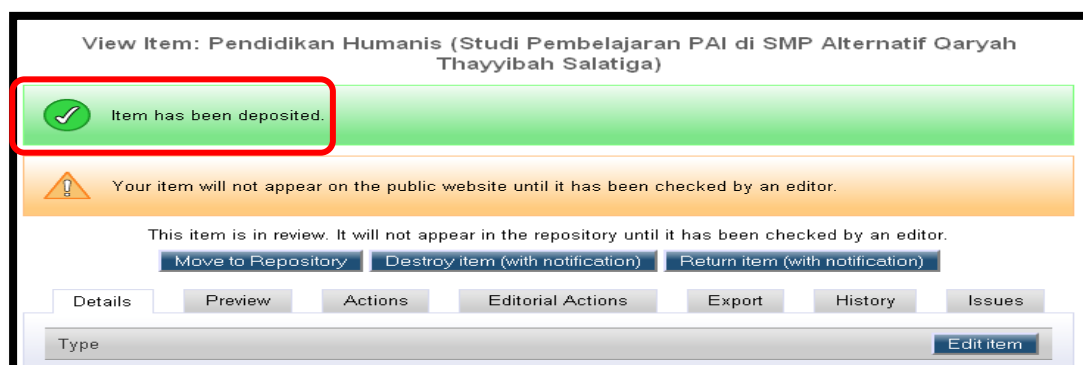 View Item: Pendidikan Humanis (Studi Pembelajaran PAI di SMP Alternatif Qaryah
Thayyibah Salatiga)
Item has been deposited.
Your item will not appear on the public website until it has been checked by an editor.
This item is in review. It will not appear in the repository until it has been checked by an editor.
Move to Repository Destroy item (with notification) Return item (with notification)
Details Preview Actions Editorial Actions Export History Issues
Type Edit item